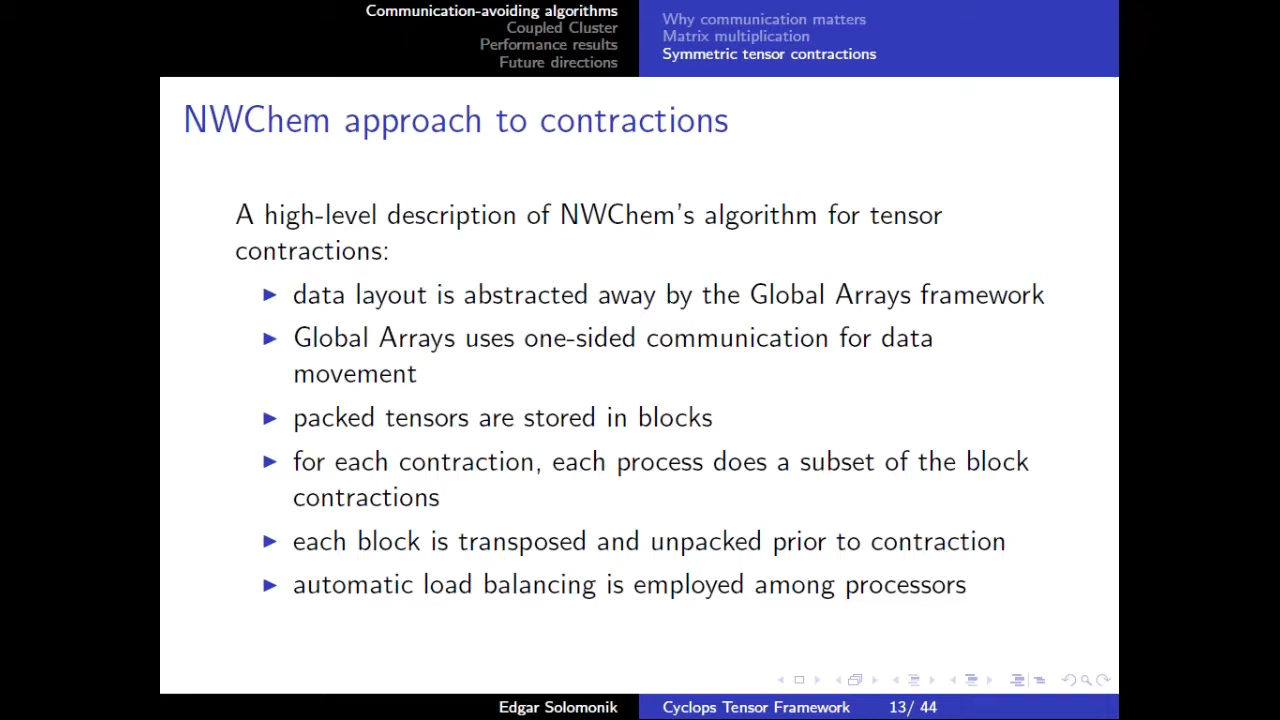 Communication-avoiding algorithms
Coupled Cluster
Performance results
Future directions
Why communication matters
Matrix multiplication
Symmetric tensor contractions
NWChem approach to contractions
A high-level description of NWChem's algorithm for tensor
contractions:
data layout is abstracted away by the Global Arrays framework
Global Arrays uses one-sided communication for data
movement
packed tensors are stored in blocks
for each contraction, each process does a subset of the block
contractions
each block is transposed and unpacked prior to contraction
automatic load balancing is employed among processors
Edgar Solomonik
Cyclops Tensor Framework
13/ 44